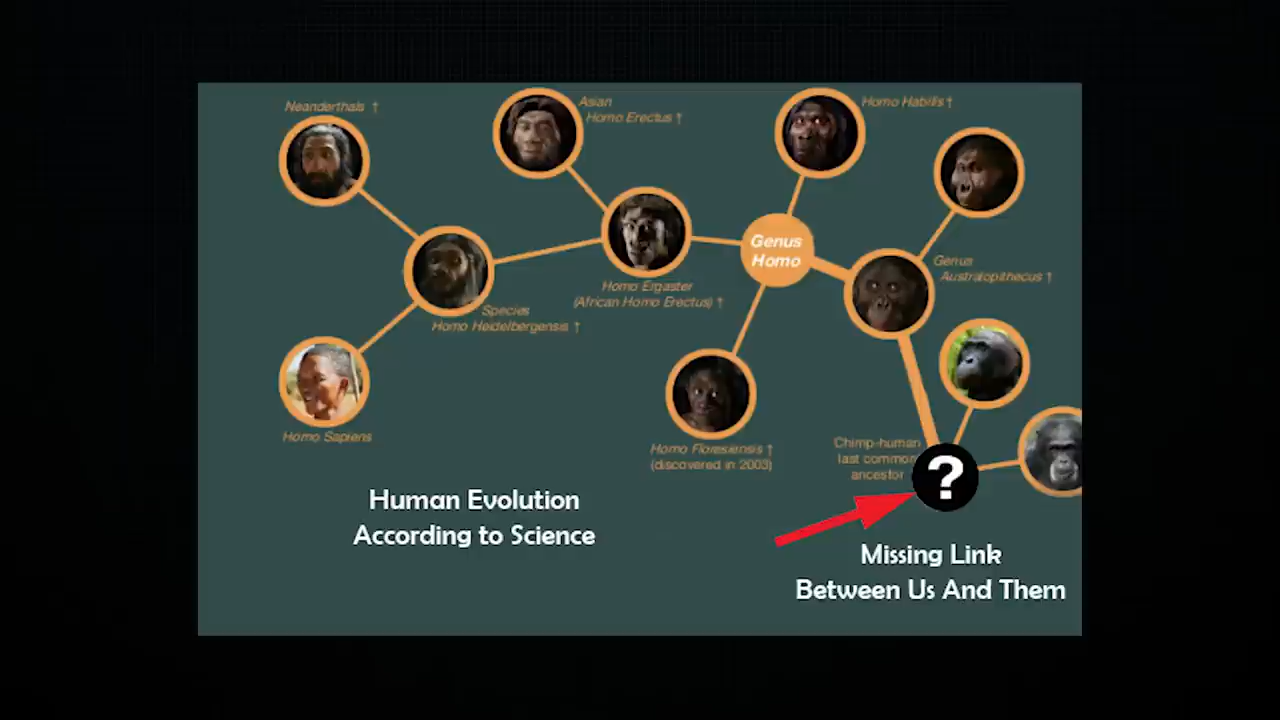 Neanderthals †
Asian
Homo Erectus †
Homo Habilis †
Genus
Homo
Genus
Australopithecus †
Homo Ergaster
(African Homo Erectus) †
Species
Homo Heidelbergensis †
Homo Sapiens
Homo Floresiensis †
(discovered in 2003)
Chimp-human
last common
ancestor
?
Human Evolution
According to Science
Missing Link
Between Us And Them